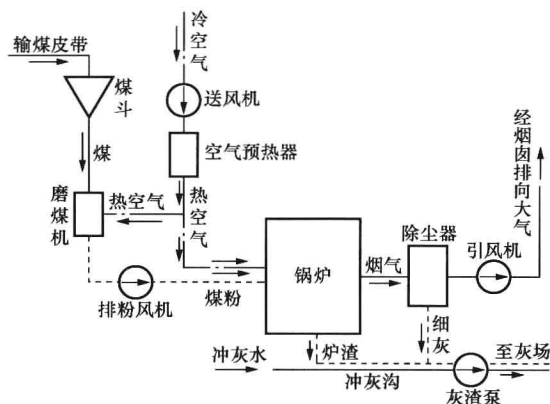 输煤皮带
煤斗
冷空气
送风机
空气预热器
煤
热空气
磨煤机
热空气
排粉风机
煤粉
锅炉
烟气
除尘器
引风机
经烟囱排向大气
细灰
炉渣
冲灰水
冲灰沟
灰渣泵
至灰场